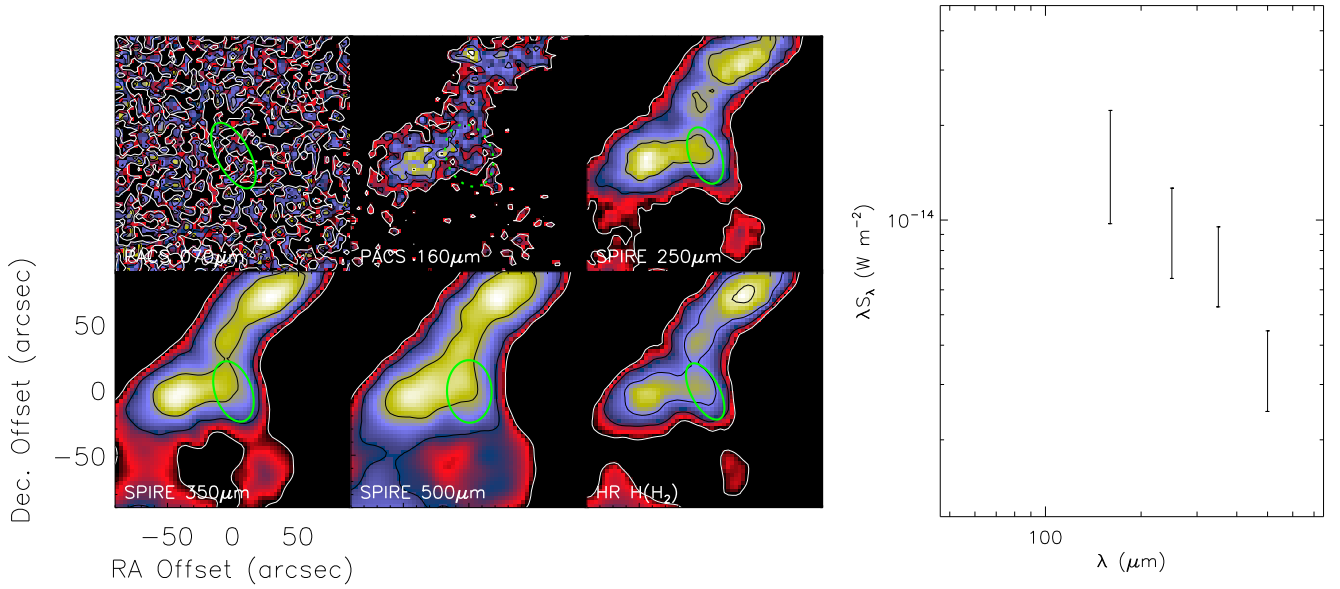 PACS 070μm
PACS 160μm
SPIRE 250μm
SPIRE 350μm
SPIRE 500μm
HR H(H₂)
Dec. Offset (arcsec)
50
0
−50
−50 0 50
RA Offset (arcsec)
λSλ (W m⁻²)
10⁻¹⁴
100
λ (μm)